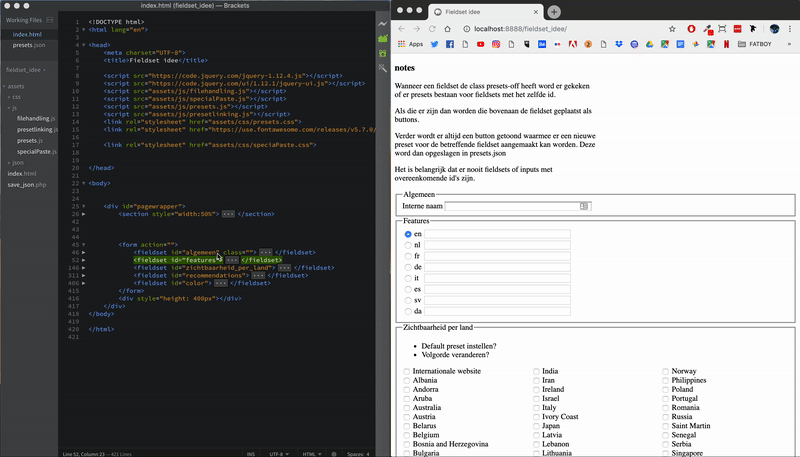 index.html (fieldset_idee) — Brackets
Working Files
index.html
presets.json
fieldset_idee
assets
css
js
filehandling.js
presetlinking.js
presets.js
specialPaste.js
json
index.html
save_json.php
1 <!DOCTYPE html>
2 <html lang="en">
3
4 <head>
5 <meta charset="UTF-8">
6 <title>Fieldset idee</title>
7
8 <script src="https://code.jquery.com/jquery-1.12.4.js"></script>
9 <script src="https://code.jquery.com/ui/1.12.1/jquery-ui.js"></script>
10 <script src="assets/js/filehandling.js"></script>
11 <script src="assets/js/specialPaste.js"></script>
12 <script src="assets/js/presets.js"></script>
13 <script src="assets/js/presetlinking.js"></script>
14 <link rel="stylesheet" href="assets/css/presets.css">
15 <link rel="stylesheet" href="https://use.fontawesome.com/releases/v5.7.0/
16
17 <link rel="stylesheet" href="assets/css/speciaPaste.css">
18
19
20 </head>
21
22 <body>
23
24
25 <div id="pagewrapper">
26 <section style="width:50%"> ••• </section>
42
43
44
45 <form action="">
46 <fieldset id="algemeen" class=""> ••• </fieldset>
52 <fieldset id="features" ••• </fieldset>
146 <fieldset id="zichtbaarheid_per_land"> ••• </fieldset>
311 <fieldset id="recommendations"> ••• </fieldset>
406 <fieldset id="color"> ••• </fieldset>
415 </form>
416 <div style="height: 400px"></div>
417 </div>
418 </body>
419
420 </html>
421
Line 52, Column 23 — 421 Lines
INS UTF-8 HTML Spaces: 4
Fieldset idee
localhost:8888/fieldset_idee/
Apps
FATBOY
notes
Wanneer een fieldset de class presets-off heeft word er gekeken
of er presets bestaan voor fieldsets met het zelfde id.
Als die er zijn dan worden die bovenaan de fieldset geplaatst als
buttons.
Verder wordt er altijd een button getoond waarmee er een nieuwe
preset voor de betreffende fieldset aangemaakt kan worden. Deze
word dan opgeslagen in presets.json
Het is belangrijk dat er nooit fieldsets of inputs met
overeenkomende id's zijn.
Algemeen
Interne naam
Features
en
nl
fr
de
it
es
sv
da
Zichtbaarheid per land
Default preset instellen?
Volgorde veranderen?
Internationale website India Norway
Albania Iran Philippines
Andorra Ireland Poland
Aruba Israel Portugal
Australia Italy Romania
Austria Ivory Coast Russia
Belarus Japan Saint Martin
Belgium Latvia Senegal
Bosnia and Herzegovina Lebanon Serbia
Bulgaria Lithuania Singapore